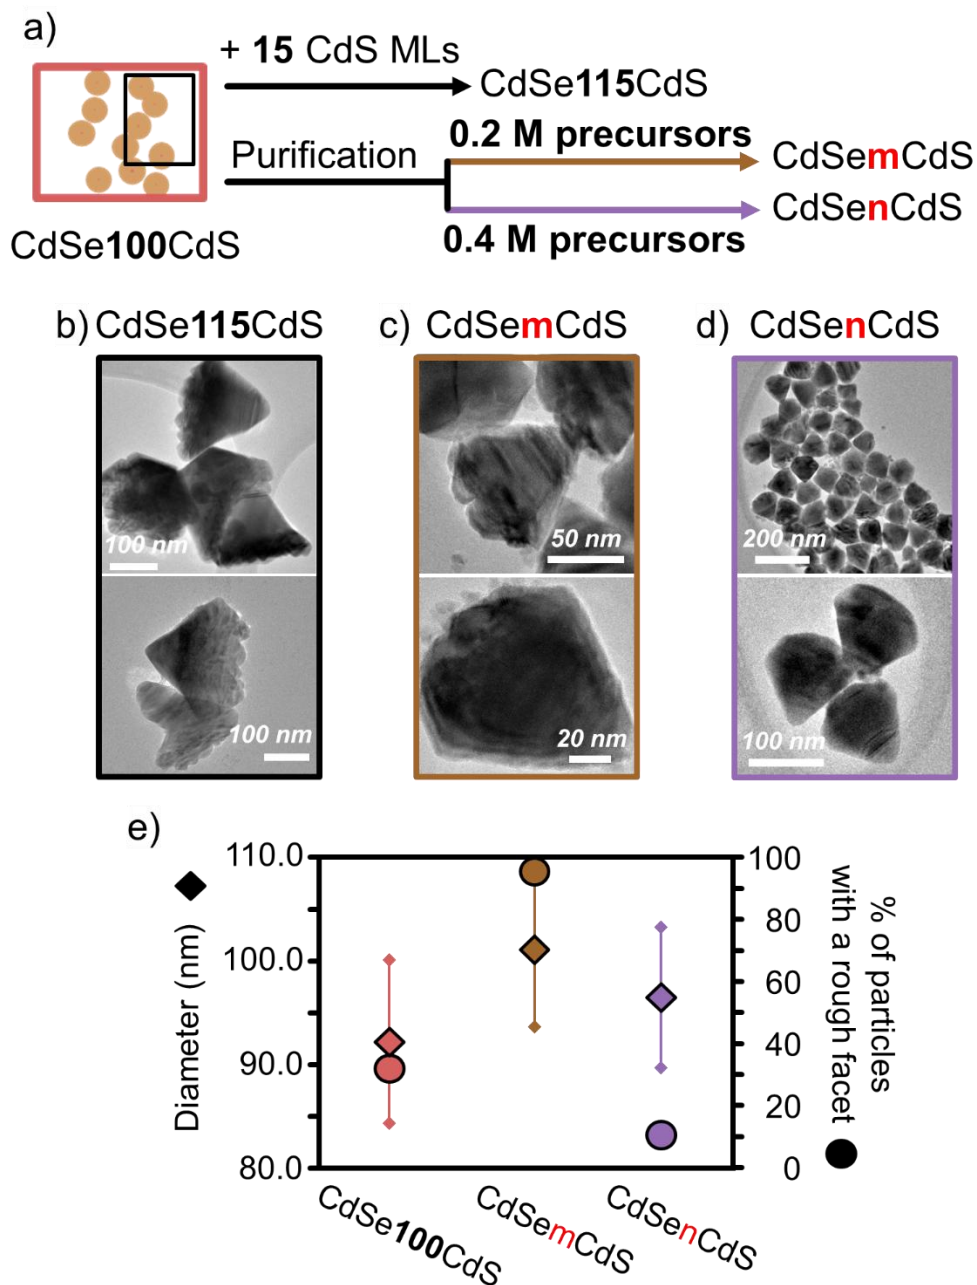 a)
+ 15 CdS MLs
CdSe115CdS
0.2 M precursors
Purification
CdSemCdS
CdSenCdS
0.4 M precursors
CdSe100CdS
b) CdSe115CdS
c) CdSemCdS
d) CdSenCdS
100 nm
50 nm
200 nm
100 nm
20 nm
100 nm
e)
110.0
100.0
90.0
80.0
Diameter (nm)
100
80
60
40
20
0
% of particles
with a rough facet
CdSe100CdS
CdSemCdS
CdSenCdS